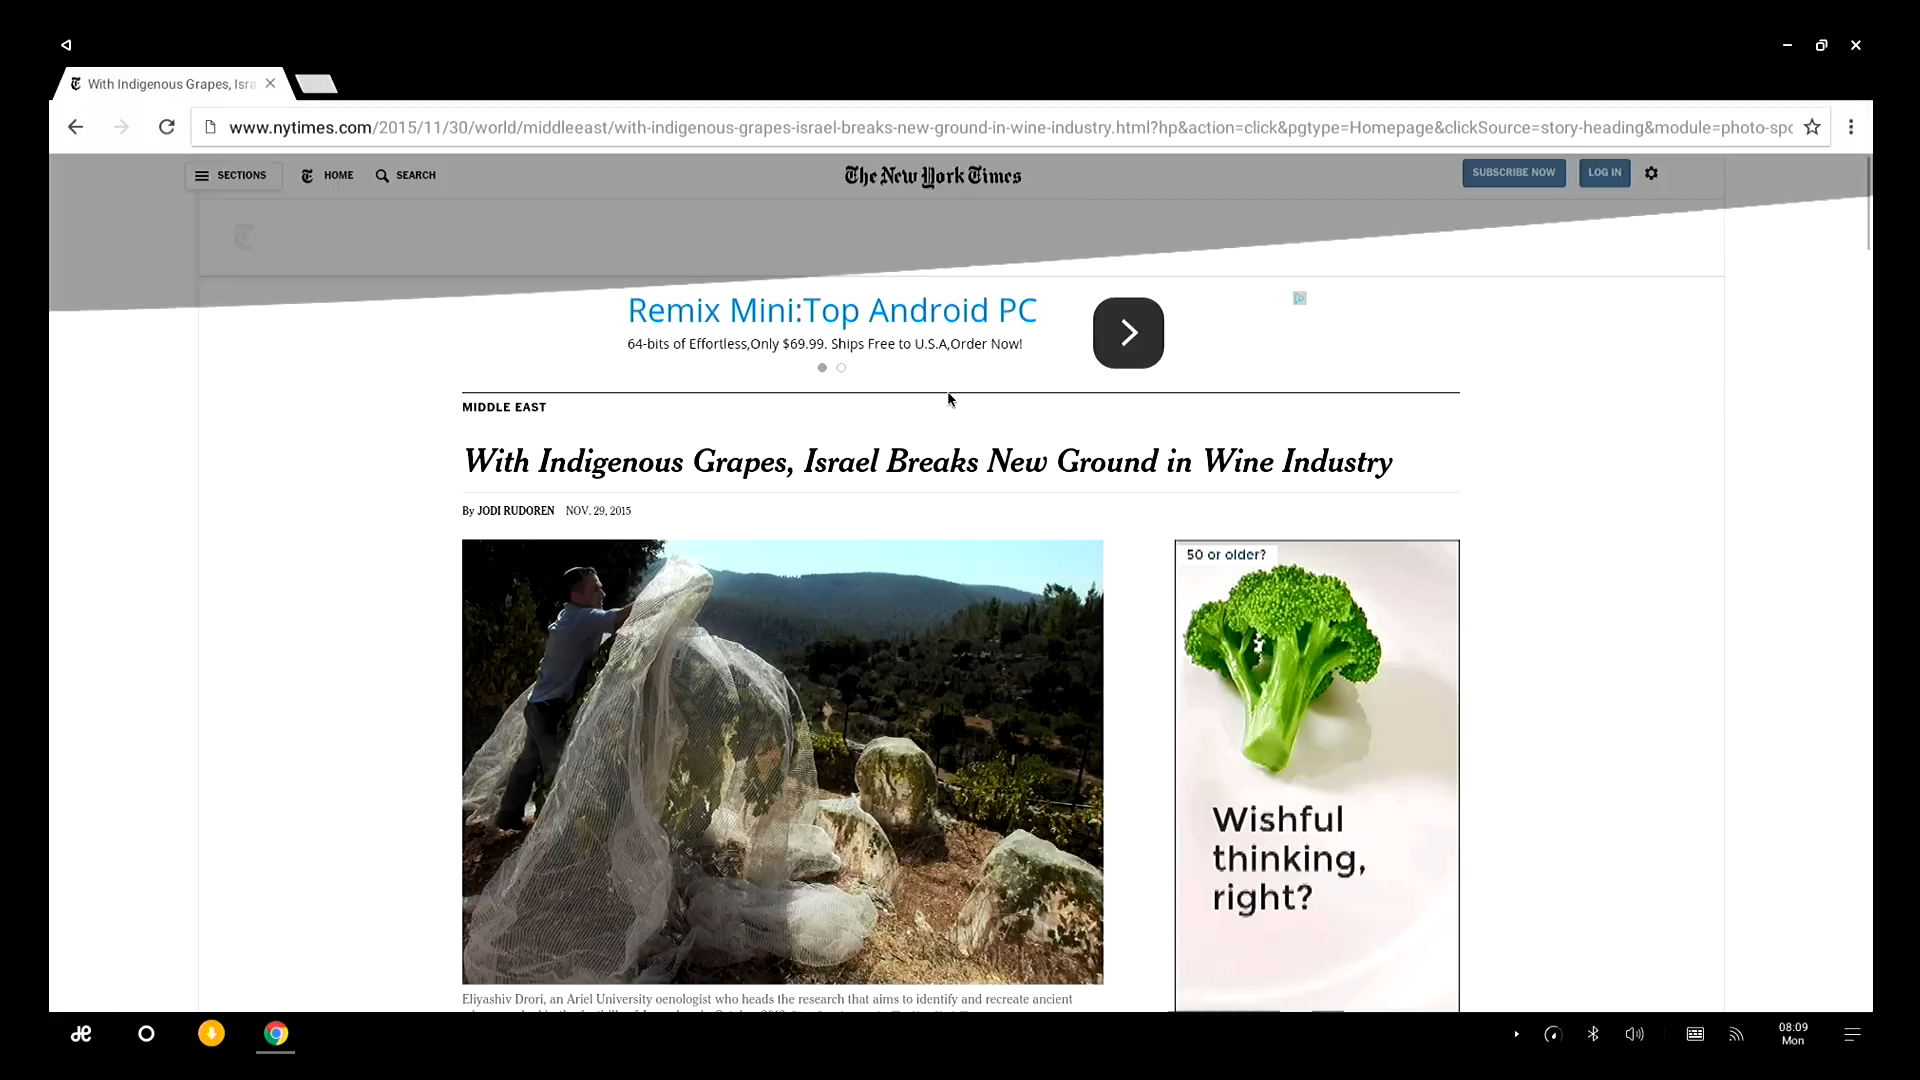 With Indigenous Grapes, Isra
www.nytimes.com/2015/11/30/world/middleeast/with-indigenous-grapes-israel-breaks-new-ground-in-wine-industry.html?hp&action=click&pgtype=Homepage&clickSource=story-heading&module=photo-spo
SECTIONS HOME SEARCH The New York Times SUBSCRIBE NOW LOG IN
Remix Mini:Top Android PC
64-bits of Effortless,Only $69.99. Ships Free to U.S.A,Order Now!
MIDDLE EAST
With Indigenous Grapes, Israel Breaks New Ground in Wine Industry
By JODI RUDOREN NOV. 29, 2015
50 or older?
Wishful
thinking,
right?
Eliyashiv Drori, an Ariel University oenologist who heads the research that aims to identify and recreate ancient
08:09
Mon